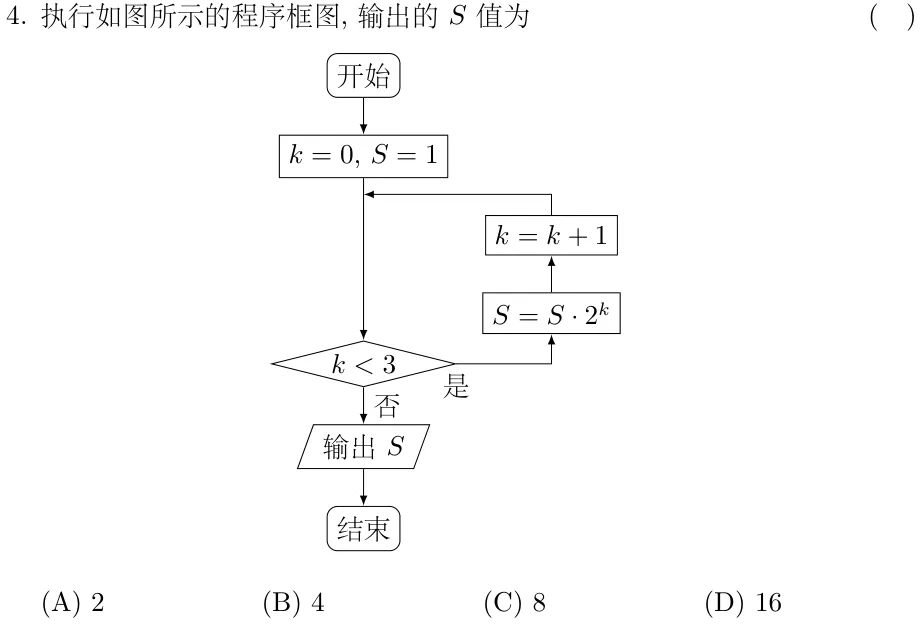 4. 执行如图所示的程序框图, 输出的 S 值为 ( )
开始
k = 0, S = 1
k = k + 1
S = S · 2^k
k < 3
是
否
输出 S
结束
(A) 2 (B) 4 (C) 8 (D) 16